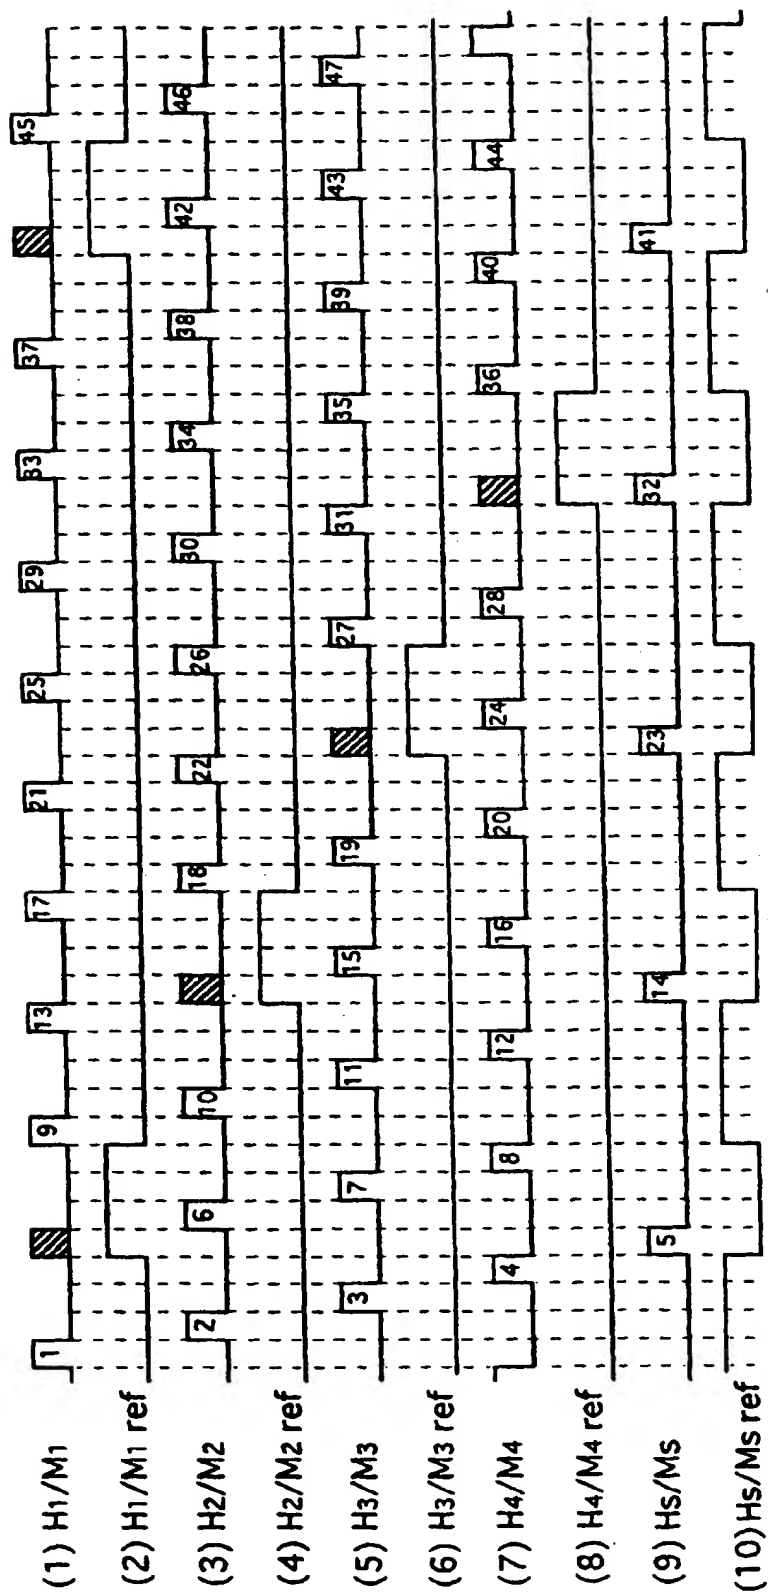 (1) H1/M1 1 9 13 17 21 25 29 33 37 45
(2) H1/M1 ref
(3) H2/M2 2 6 10 18 22 26 30 34 38 42 46
(4) H2/M2 ref
(5) H3/M3 3 7 11 15 19 27 31 35 39 43 47
(6) H3/M3 ref
(7) H4/M4 4 8 12 16 20 24 28 36 40 44
(8) H4/M4 ref
(9) Hs/Ms 5 14 23 32 41
(10) Hs/Ms ref